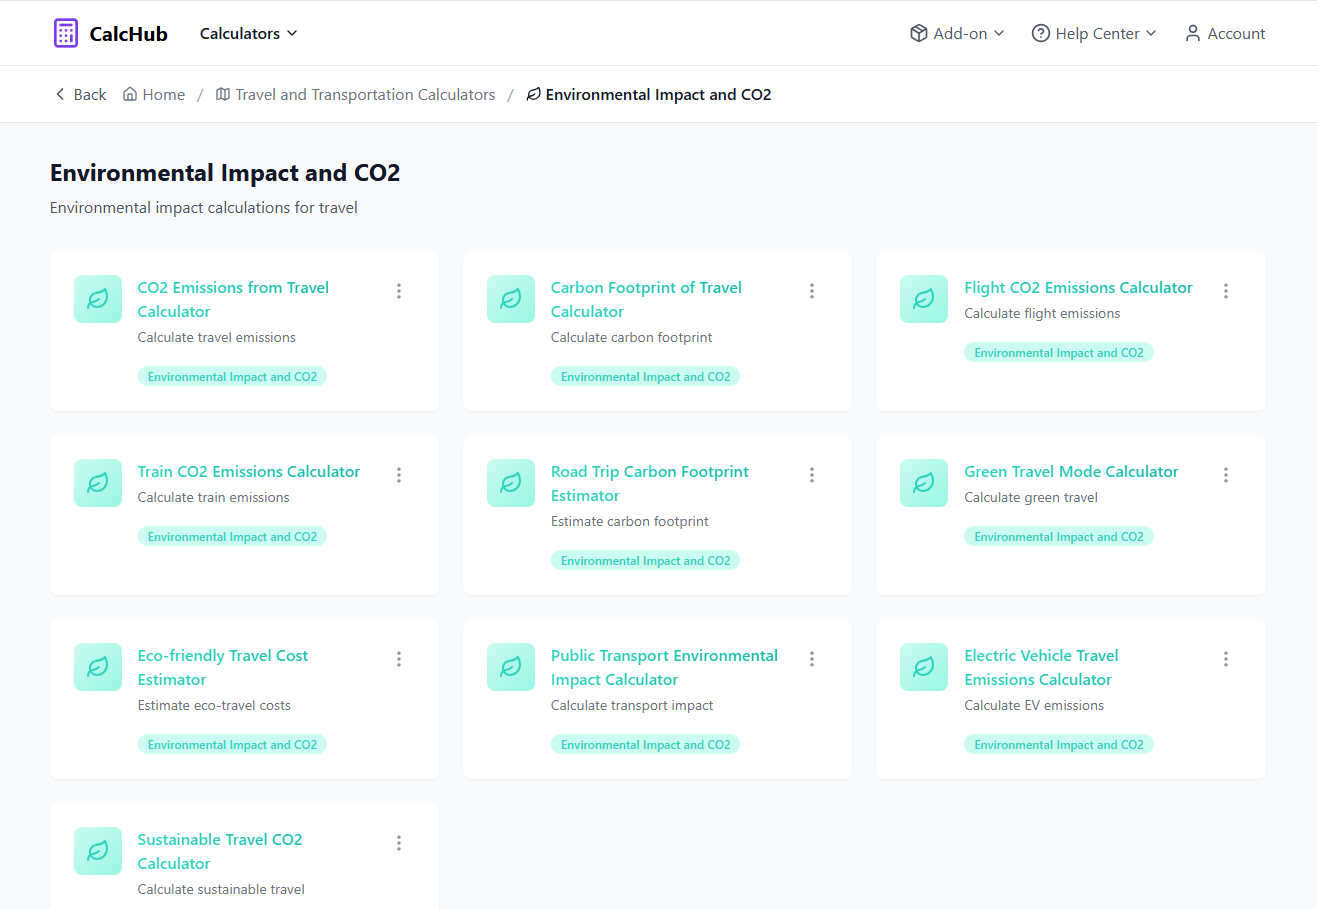 CalcHub
Calculators
Add-on
Help Center
Account
Back
Home
/
Travel and Transportation Calculators
/
Environmental Impact and CO2
Environmental Impact and CO2
Environmental impact calculations for travel
CO2 Emissions from Travel
Calculator
Calculate travel emissions
Environmental Impact and CO2
Carbon Footprint of Travel
Calculator
Calculate carbon footprint
Environmental Impact and CO2
Flight CO2 Emissions Calculator
Calculate flight emissions
Environmental Impact and CO2
Train CO2 Emissions Calculator
Calculate train emissions
Environmental Impact and CO2
Road Trip Carbon Footprint
Estimator
Estimate carbon footprint
Environmental Impact and CO2
Green Travel Mode Calculator
Calculate green travel
Environmental Impact and CO2
Eco-friendly Travel Cost
Estimator
Estimate eco-travel costs
Environmental Impact and CO2
Public Transport Environmental
Impact Calculator
Calculate transport impact
Environmental Impact and CO2
Electric Vehicle Travel
Emissions Calculator
Calculate EV emissions
Environmental Impact and CO2
Sustainable Travel CO2
Calculator
Calculate sustainable travel